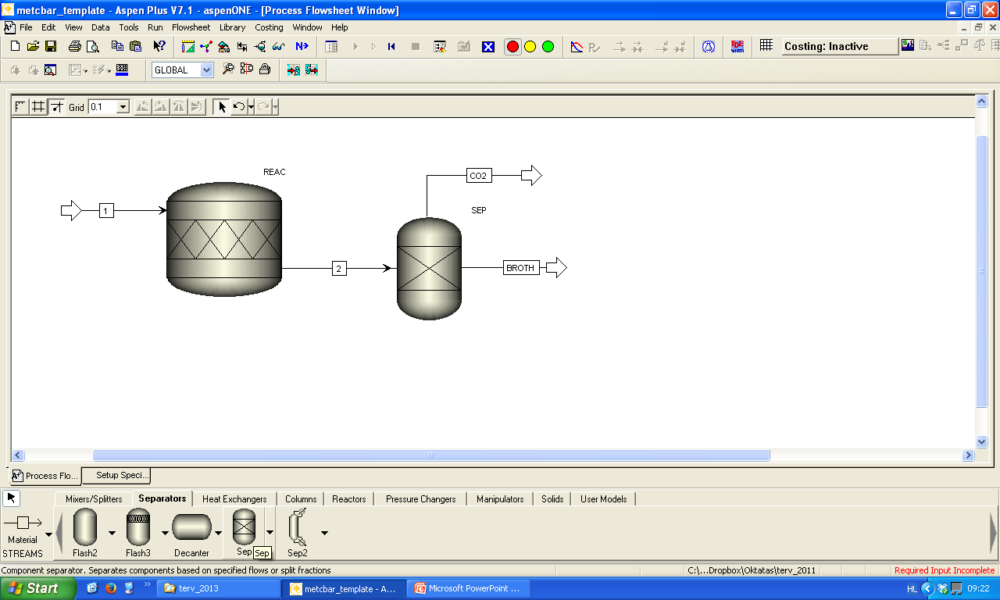 metcbar_template - Aspen Plus V7.1 - aspenONE - [Process Flowsheet Window]
File Edit View Data Tools Run Flowsheet Library Costing Window Help
N» Costing: Inactive
GLOBAL
Grid 0.1
REAC
CO2
SEP
1
2
BROTH
Process Flo... Setup Speci...
Mixers/Splitters Separators Heat Exchangers Columns Reactors Pressure Changers Manipulators Solids User Models
Material
STREAMS Flash2 Flash3 Decanter Sep Sep Sep2
Component separator. Separates components based on specified flows or split fractions C:\...Dropbox\Oktatas\terv_2011 Required Input Incomplete
Start terv_2013 metcbar_template - A... Microsoft PowerPoint ... HL 09:22